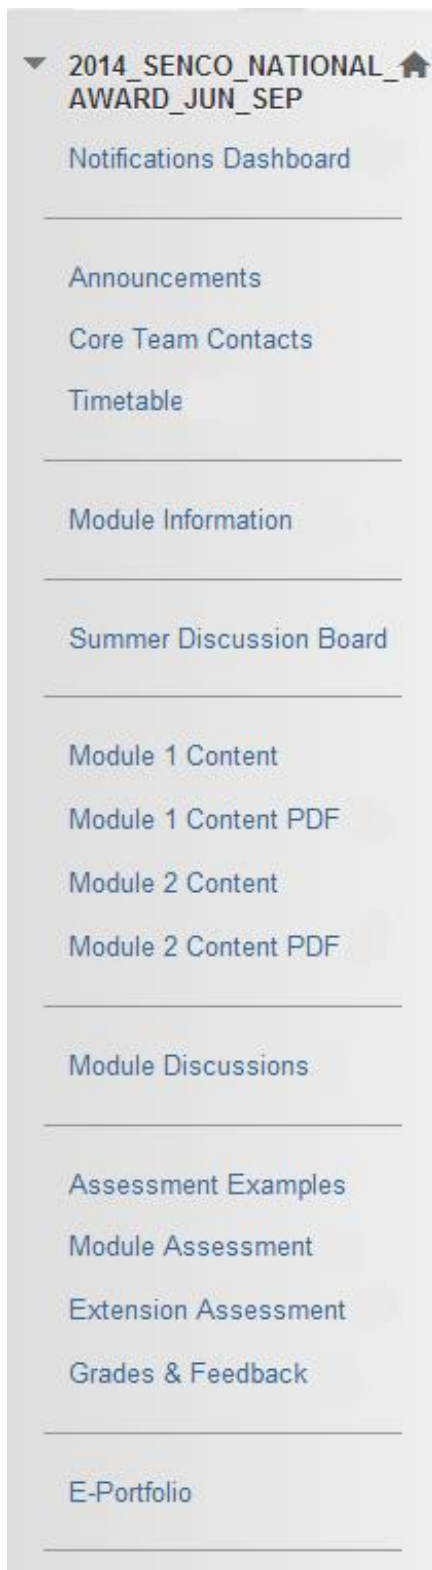 2014_SENCO_NATIONAL_
AWARD_JUN_SEP
Notifications Dashboard
Announcements
Core Team Contacts
Timetable
Module Information
Summer Discussion Board
Module 1 Content
Module 1 Content PDF
Module 2 Content
Module 2 Content PDF
Module Discussions
Assessment Examples
Module Assessment
Extension Assessment
Grades & Feedback
E-Portfolio